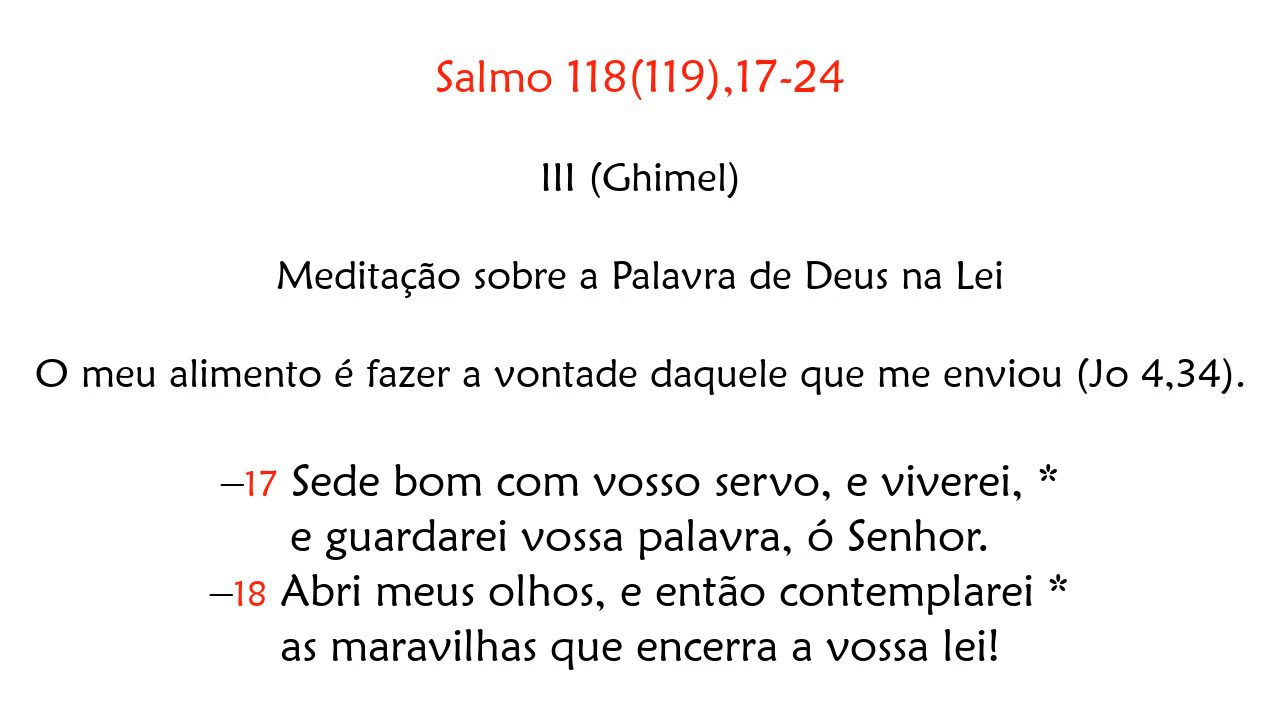 Salmo 118(119),17-24
III (Ghimel)
Meditação sobre a Palavra de Deus na Lei
O meu alimento é fazer a vontade daquele que me enviou (Jo 4,34).
–17 Sede bom com vosso servo, e viverei, *
e guardarei vossa palavra, ó Senhor.
–18 Abri meus olhos, e então contemplarei *
as maravilhas que encerra a vossa lei!